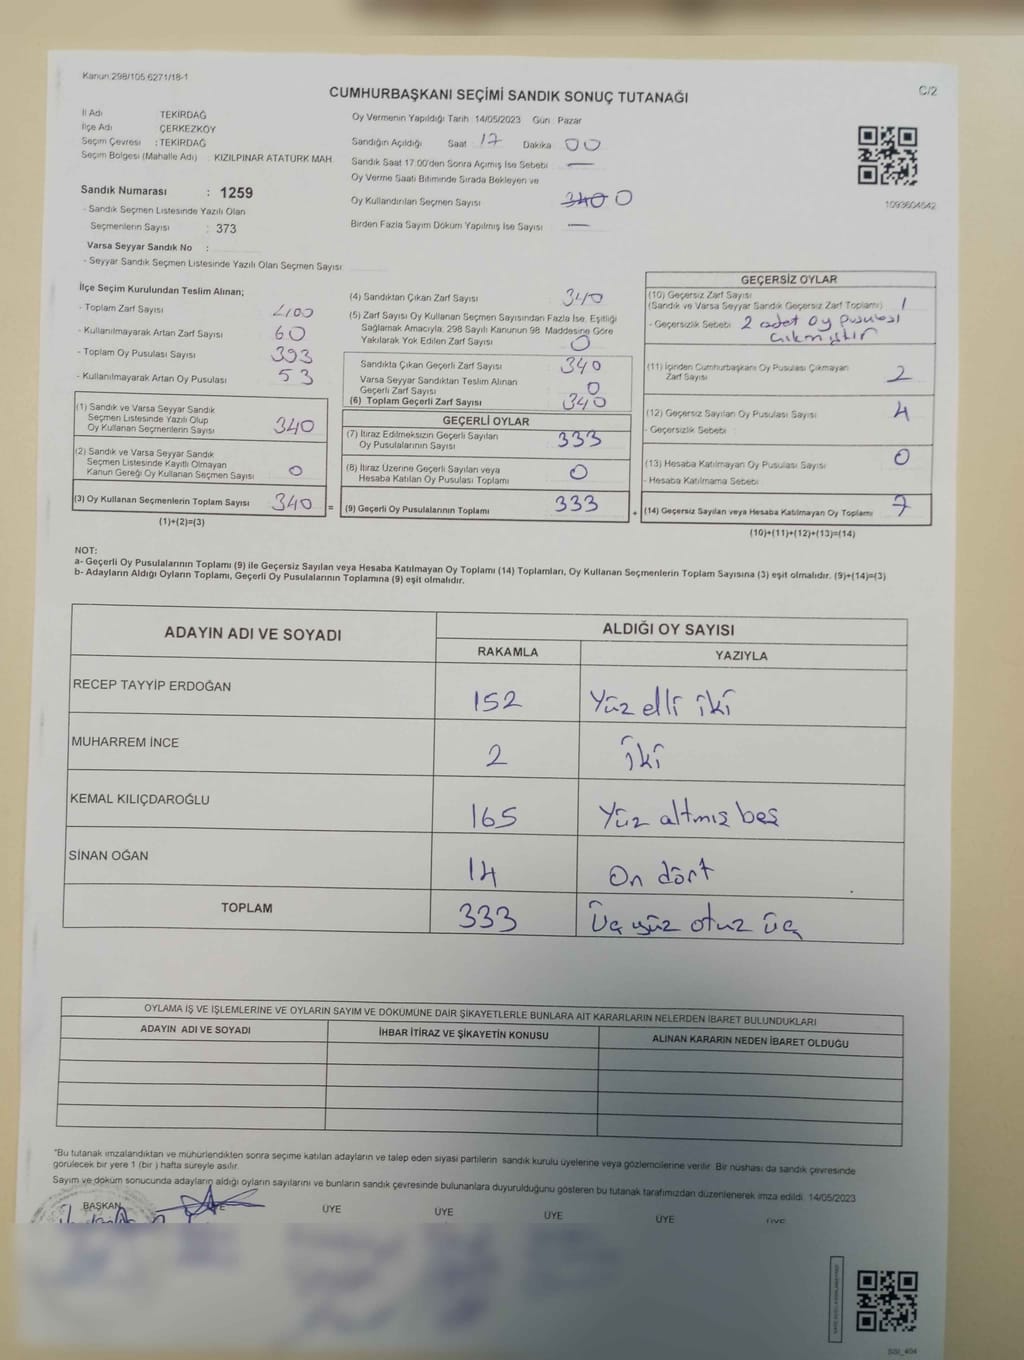 Kanun:298/105.6271/18-1
C/2
CUMHURBAŞKANI SEÇİMİ SANDIK SONUÇ TUTANAĞI
İl Adı TEKİRDAĞ
İlçe Adı ÇERKEZKÖY
Seçim Çevresi : TEKİRDAĞ
Seçim Bölgesi (Mahalle Adı) : KIZILPINAR ATATÜRK MAH.
Sandık Numarası : 1259
- Sandık Seçmen Listesinde Yazılı Olan
Seçmenlerin Sayısı : 373
Varsa Seyyar Sandık No :
- Seyyar Sandık Seçmen Listesinde Yazılı Olan Seçmen Sayısı
Oy Vermenin Yapıldığı Tarih :14/05/2023 Gün : Pazar
Sandığın Açıldığı Saat 17 Dakika 00
Sandık Saat 17:00'den Sonra Açımış İse Sebebi —
Oy Verme Saati Bitiminde Sırada Bekleyen ve
Oy Kullandırılan Seçmen Sayısı 340 0
Birden Fazla Sayım Döküm Yapılmış İse Sayısı —
1093604642
İlçe Seçim Kurulundan Teslim Alınan;
- Toplam Zarf Sayısı 400
- Kullanılmayarak Artan Zarf Sayısı 60
- Toplam Oy Pusulası Sayısı 393
- Kullanılmayarak Artan Oy Pusulası 53
(1) Sandık ve Varsa Seyyar Sandık
Seçmen Listesinde Yazılı Olup
Oy Kullanan Seçmenlerin Sayısı 340
(2) Sandık ve Varsa Seyyar Sandık
Seçmen Listesinde Kayıtlı Olmayan
Kanun Gereği Oy Kullanan Seçmen Sayısı 0
(3) Oy Kullanan Seçmenlerin Toplam Sayısı 340 =
(1)+(2)=(3)
(4) Sandıktan Çıkan Zarf Sayısı 340
(5) Zarf Sayısı Oy Kullanan Seçmen Sayısından Fazla İse, Eşitliği
Sağlamak Amacıyla, 298 Sayılı Kanunun 98. Maddesine Göre
Yakılarak Yok Edilen Zarf Sayısı 0
Sandıkta Çıkan Geçerli Zarf Sayısı 340
Varsa Seyyar Sandıktan Teslim Alınan
Geçerli Zarf Sayısı 0
(6) Toplam Geçerli Zarf Sayısı 340
GEÇERLİ OYLAR
(7) İtiraz Edilmeksizin Geçerli Sayılan
Oy Pusulalarının Sayısı 333
(8) İtiraz Üzerine Geçerli Sayılan veya
Hesaba Katılan Oy Pusulası Toplamı 0
(9) Geçerli Oy Pusulalarının Toplamı 333 +
GEÇERSİZ OYLAR
(10) Geçersiz Zarf Sayısı
(Sandık ve Varsa Seyyar Sandık Geçersiz Zarf Toplamı) 1
- Geçersizlik Sebebi 2 adet oy pusulası
çıkmıştır
(11) İçinden Cumhurbaşkanı Oy Pusulası Çıkmayan
Zarf Sayısı 2
(12) Geçersiz Sayılan Oy Pusulası Sayısı 4
- Geçersizlik Sebebi
(13) Hesaba Katılmayan Oy Pusulası Sayısı 0
- Hesaba Katılmama Sebebi
(14) Geçersiz Sayılan veya Hesaba Katılmayan Oy Toplamı 7
(10)+(11)+(12)+(13)=(14)
NOT:
a- Geçerli Oy Pusulalarının Toplamı (9) ile Geçersiz Sayılan veya Hesaba Katılmayan Oy Toplamı (14) Toplamları, Oy Kullanan Seçmenlerin Toplam Sayısına (3) eşit olmalıdır. (9)+(14)=(3)
b- Adayların Aldığı Oyların Toplamı, Geçerli Oy Pusulalarının Toplamına (9) eşit olmalıdır.
ADAYIN ADI VE SOYADI ALDIĞI OY SAYISI
RAKAMLA YAZIYLA
RECEP TAYYİP ERDOĞAN 152 Yüz elli iki
MUHARREM İNCE 2 iki
KEMAL KILIÇDAROĞLU 165 Yüz altmış beş
SİNAN OĞAN 14 On dört
TOPLAM 333 Üç yüz otuz üç
OYLAMA İŞ VE İŞLEMLERİNE VE OYLARIN SAYIM VE DÖKÜMÜNE DAİR ŞİKAYETLERLE BUNLARA AİT KARARLARIN NELERDEN İBARET BULUNDUKLARI
ADAYIN ADI VE SOYADI İHBAR İTİRAZ VE ŞİKAYETİN KONUSU ALINAN KARARIN NEDEN İBARET OLDUĞU
*Bu tutanak imzalandıktan ve mühürlendikten sonra seçime katılan adayların ve talep eden siyasi partilerin sandık kurulu üyelerine veya gözlemcilerine verilir. Bir nüshası da sandık çevresinde
görülecek bir yere 1 (bir ) hafta süreyle asılır.
Sayım ve döküm sonucunda adayların aldığı oyların sayılarını ve bunların sandık çevresinde bulunanlara duyurulduğunu gösteren bu tutanak tarafımızdan düzenlenerek imza edildi. 14/05/2023
BAŞKAN ÜYE ÜYE ÜYE ÜYE ÜYE